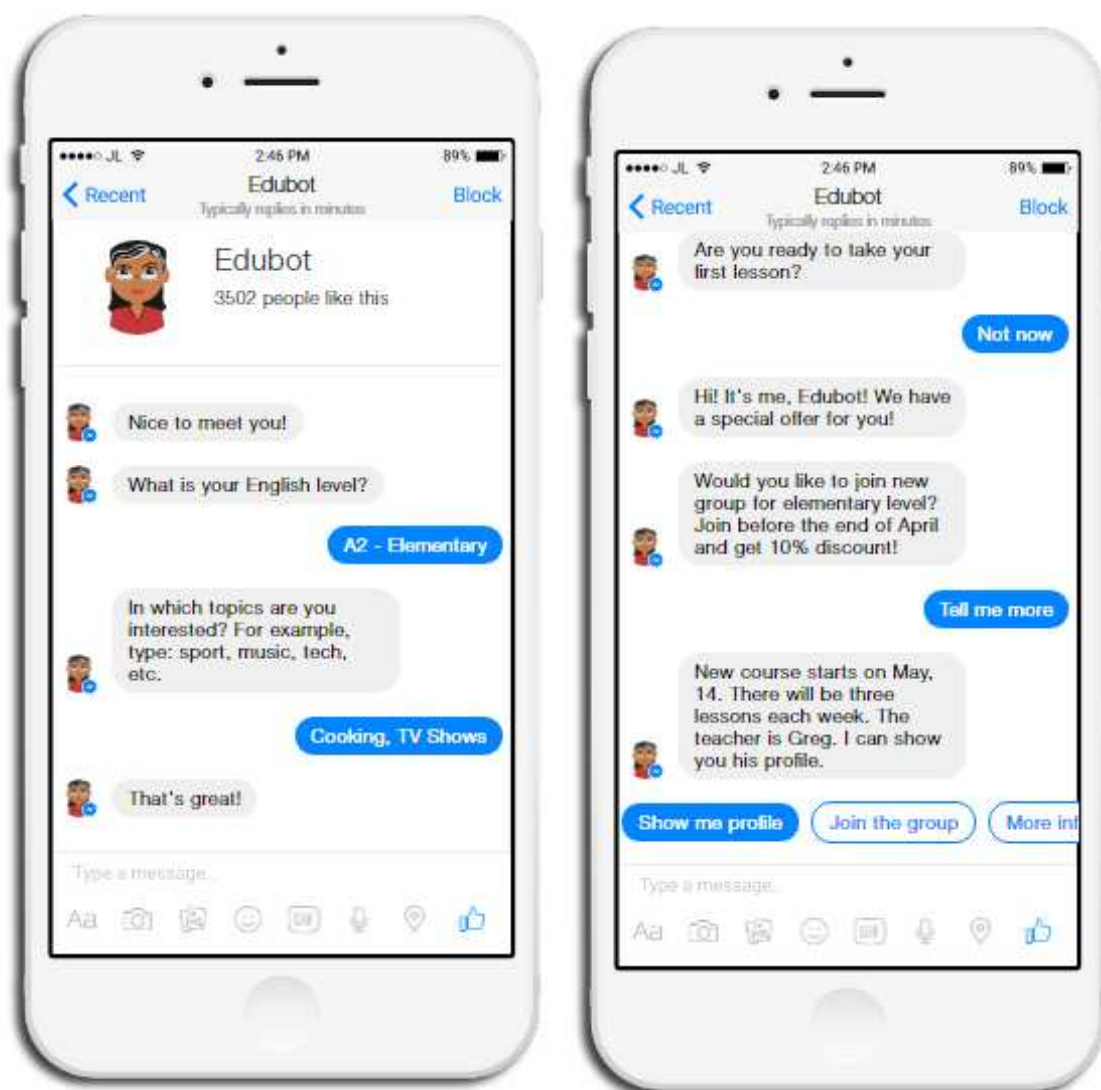 JL
2:46 PM
89%
Recent
Edubot
Typically replies in minutes
Block
Edubot
3502 people like this
Nice to meet you!
What is your English level?
A2 - Elementary
In which topics are you
interested? For example,
type: sport, music, tech,
etc.
Cooking, TV Shows
That's great!
Type a message...
Aa
GIF
JL
2:46 PM
89%
Recent
Edubot
Typically replies in minutes
Block
Are you ready to take your
first lesson?
Not now
Hi! It's me, Edubot! We have
a special offer for you!
Would you like to join new
group for elementary level?
Join before the end of April
and get 10% discount!
Tell me more
New course starts on May,
14. There will be three
lessons each week. The
teacher is Greg. I can show
you his profile.
Show me profile
Join the group
More inf
Type a message...
Aa
GIF